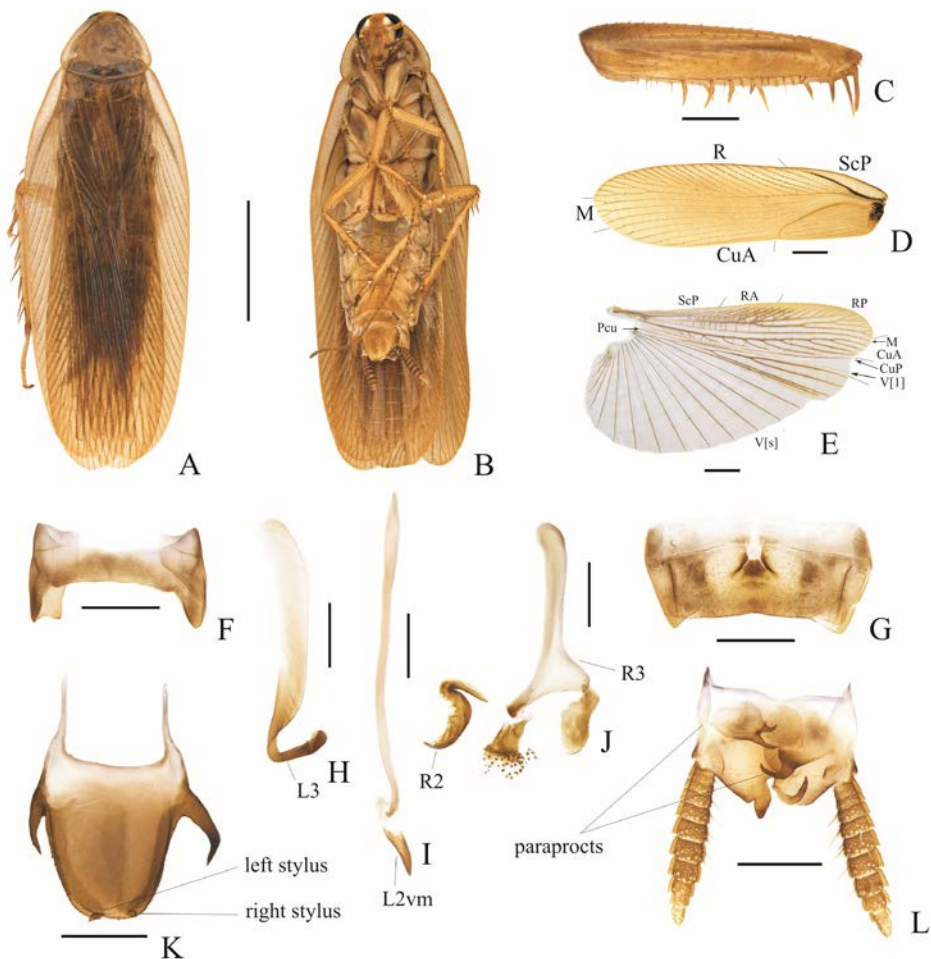 A
B
C
R
ScP
M
CuA
D
ScP
RA
RP
Pcu
M
CuA
CuP
V[1]
V[s]
E
F
G
L3
H
I
L2vm
R2
R3
J
left stylus
right stylus
K
paraprocts
L